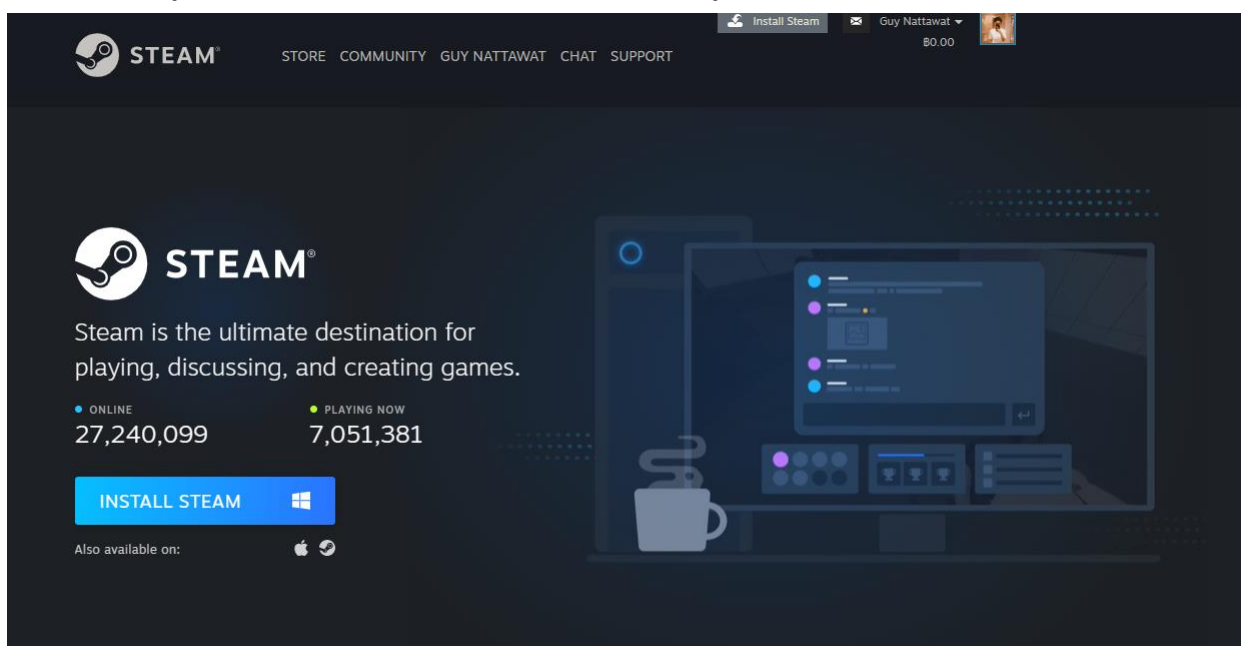 Install Steam
Guy Nattawat
฿0.00
STEAM®
STORE COMMUNITY GUY NATTAWAT CHAT SUPPORT
STEAM®
Steam is the ultimate destination for
playing, discussing, and creating games.
ONLINE
27,240,099
PLAYING NOW
7,051,381
INSTALL STEAM
Also available on: